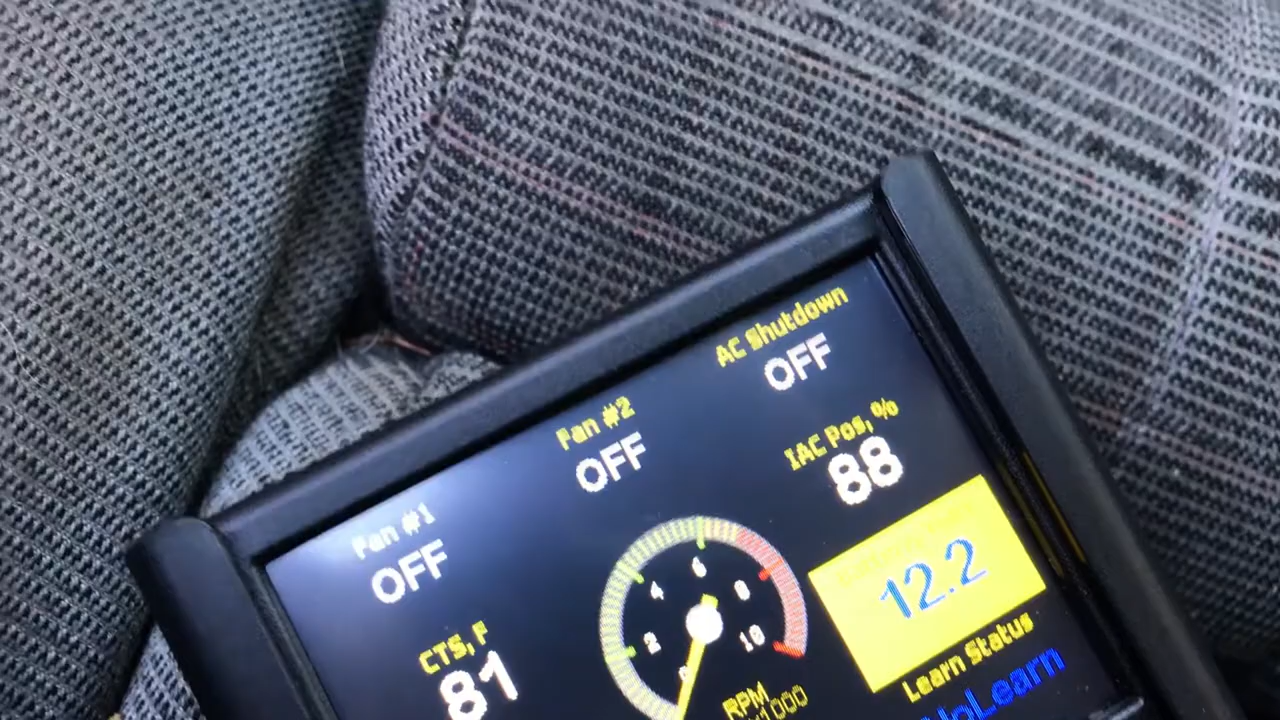 AC Shutdown
OFF
Fan #2
OFF
Fan #1
OFF
IAC Pos, %
88
12.2
CTS, F
81
2
4
6
8
10
RPM
Learn Status
NoLearn